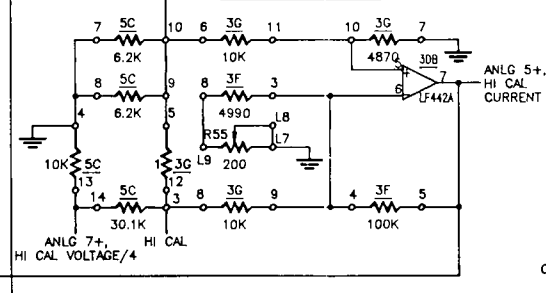 7 5C 10 6 3G 11 10 3G 7
6.2K 10K 4870
3DB
5
7
ANLG 5+,
HI CAL
CURRENT
8 5C 9 8 3F 3
6
LF442A
6.2K 4990
4 5
L8
R55
L7
L9 200
10K 5C
13
1 3G
12
14 5C 3 8 3G 9 4 3F 5
30.1K 10K 100K
ANLG 7+,
HI CAL VOLTAGE/4
HI CAL